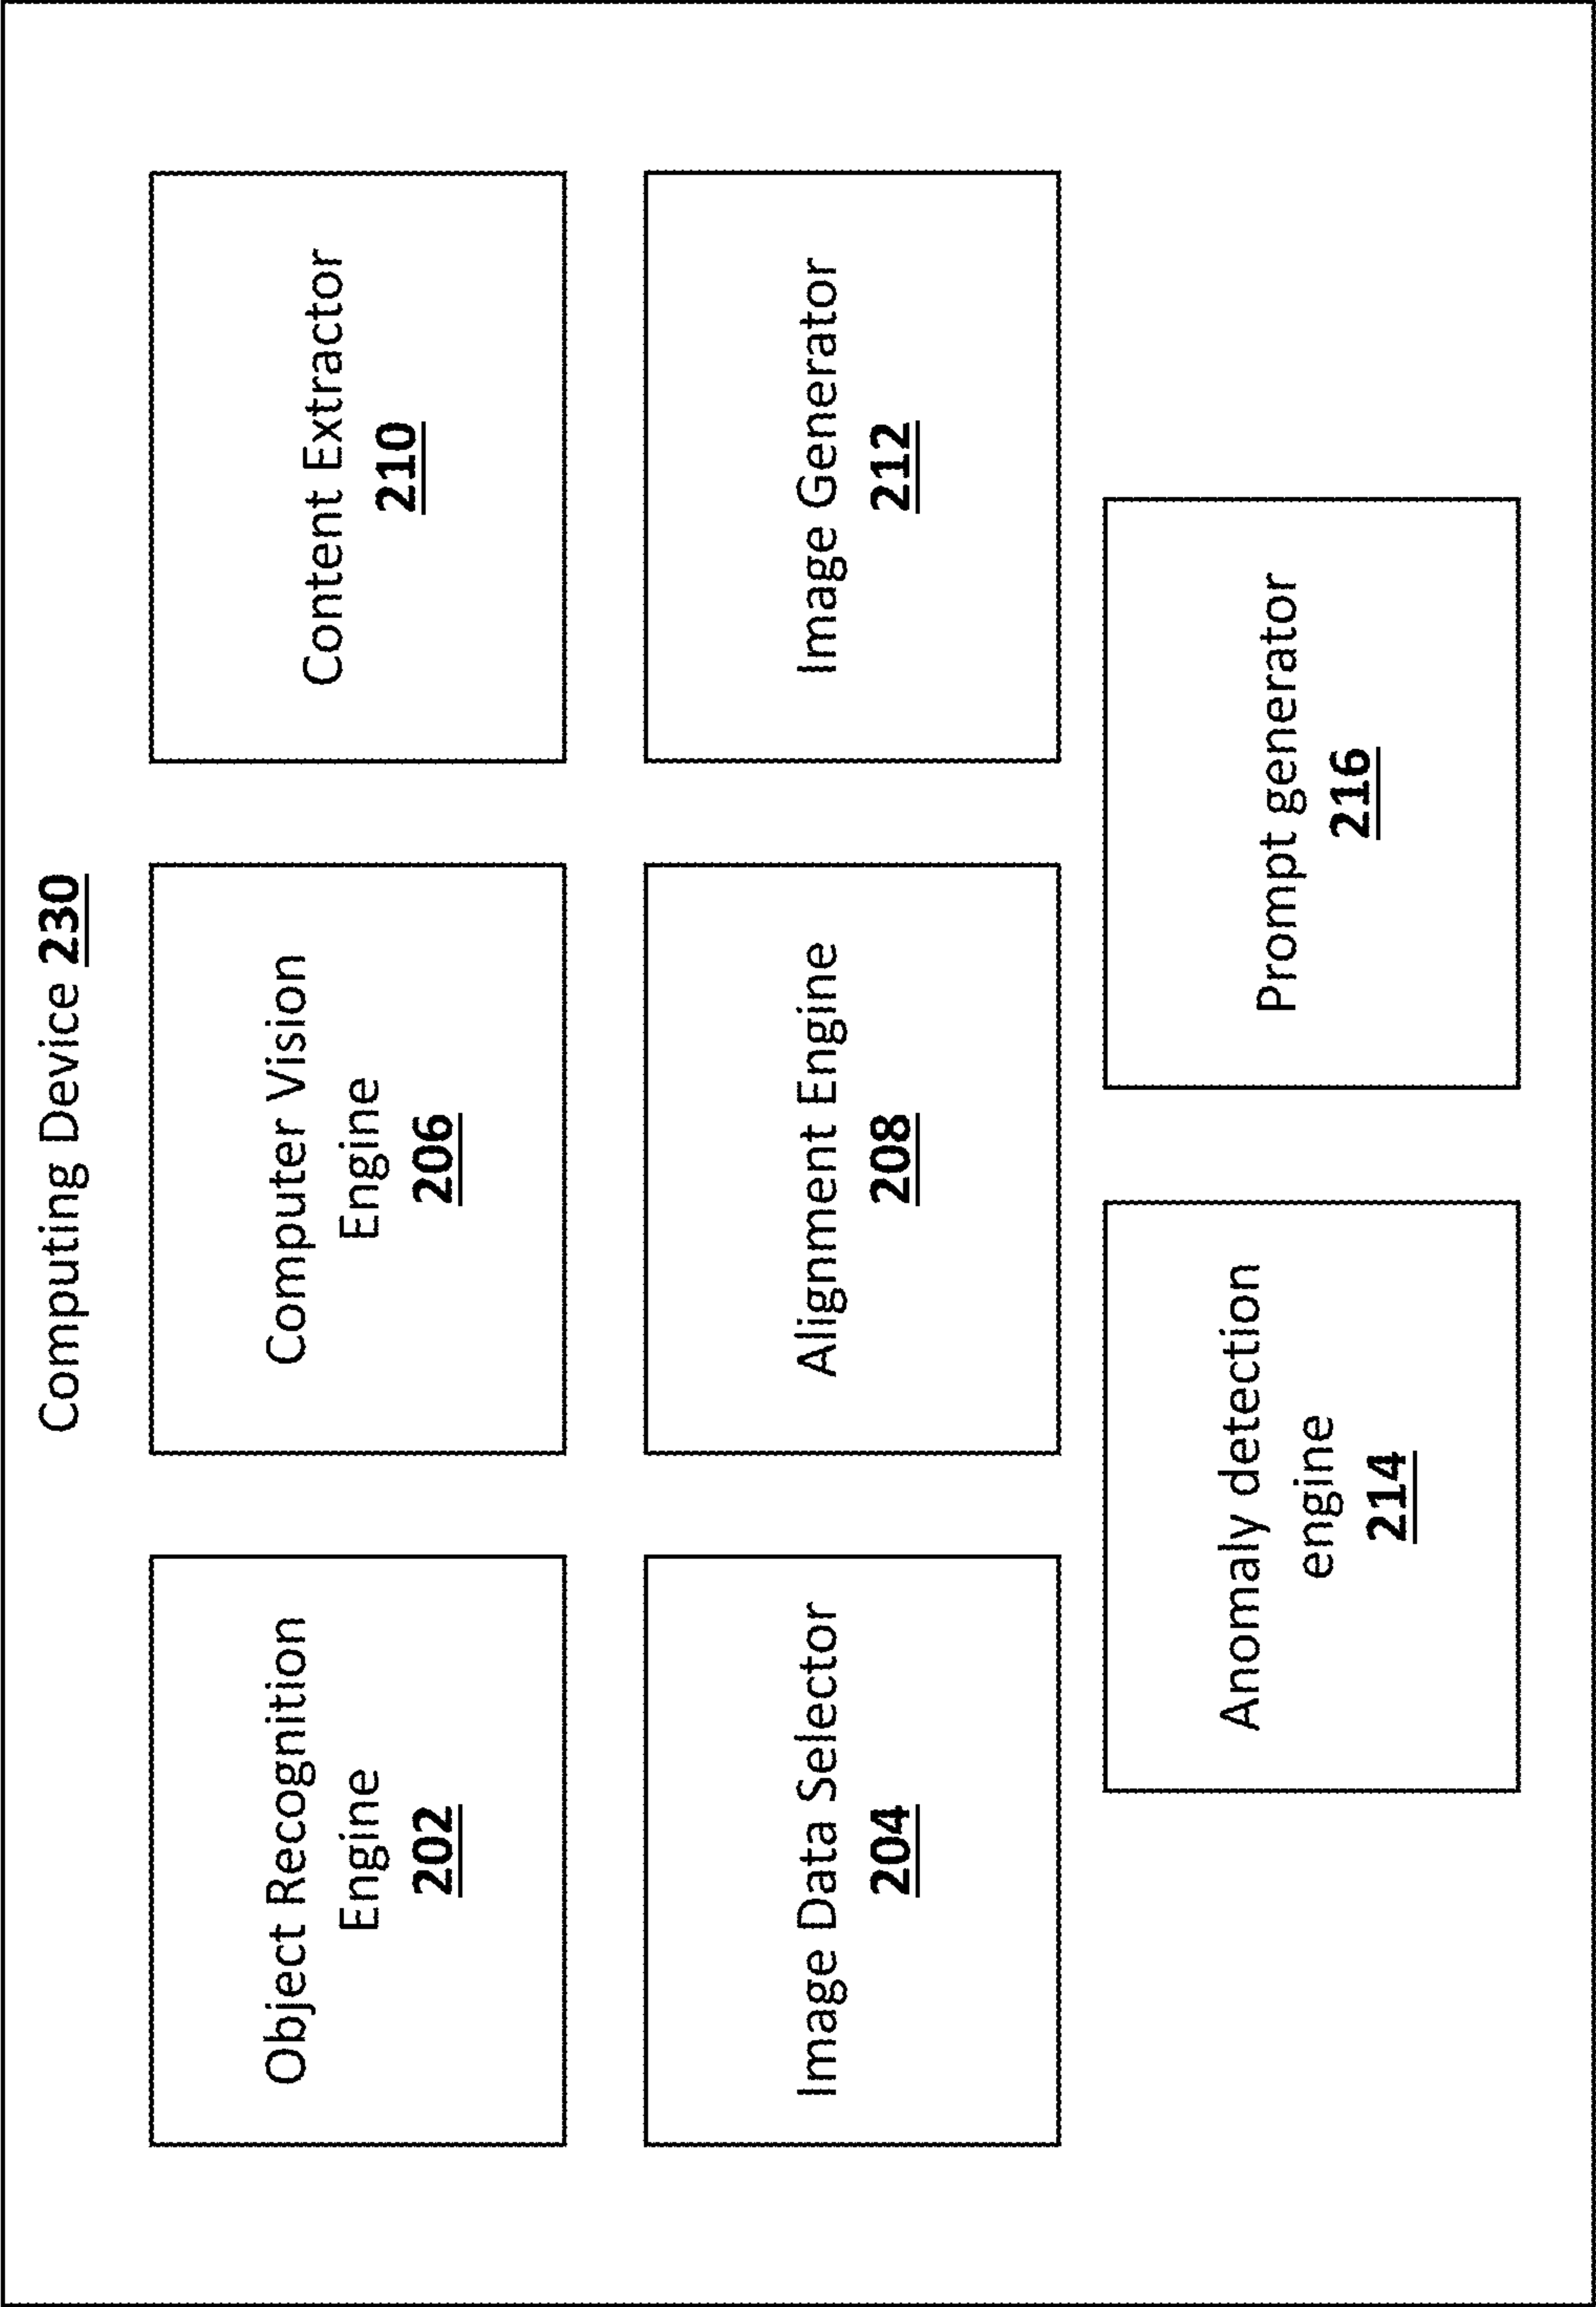 Computing Device 230
Object Recognition
Engine
202
Computer Vision
Engine
206
Content Extractor
210
Image Data Selector
204
Alignment Engine
208
Image Generator
212
Anomaly detection
engine
214
Prompt generator
216